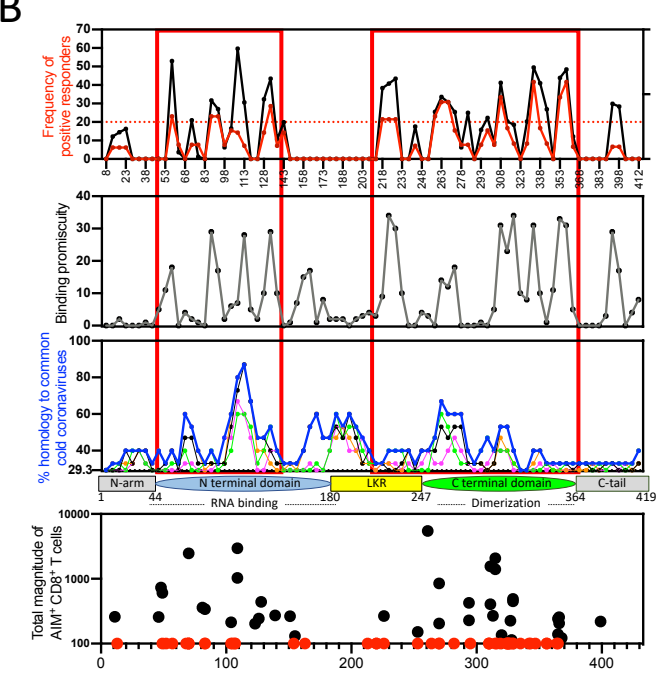 B
Frequency of
positive responders
70
60
50
40
30
20
10
0
8 23 38 53 68 83 98 113 128 143 158 173 188 203 218 233 248 263 278 293 308 323 338 353 368 383 398 412
Binding promiscuity
40
30
20
10
0
% homology to common
cold coronaviruses
100
80
60
40
29.3
N-arm N terminal domain LKR C terminal domain C-tail
1 44 180 247 364 419
RNA binding Dimerization
Total magnitude of
AIM+ CD8+ T cells
10000
1000
100
0 100 200 300 400